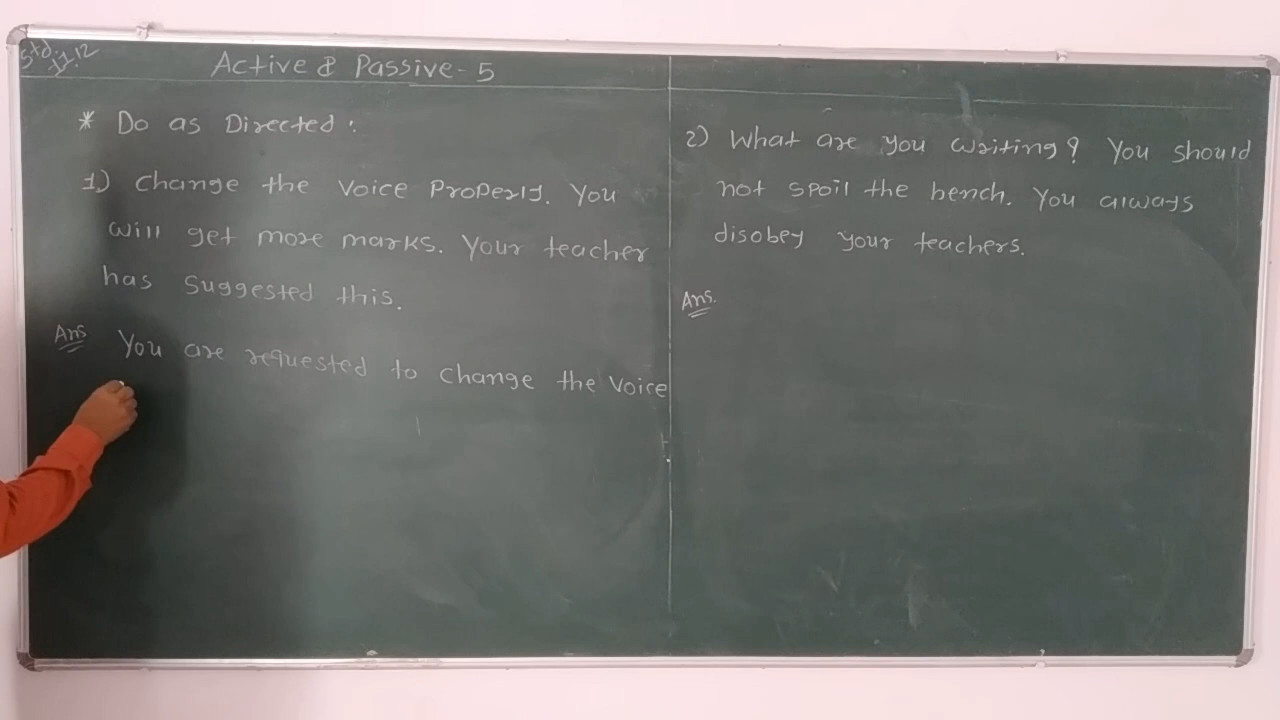 Std.
11.12
Active & Passive - 5
* Do as Directed :
1) Change the Voice Properly. You
will get more marks. Your teacher
has suggested this.
Ans
You are requested to change the Voice
2) What are you writing? You should
not spoil the bench. You always
disobey your teachers.
Ans.